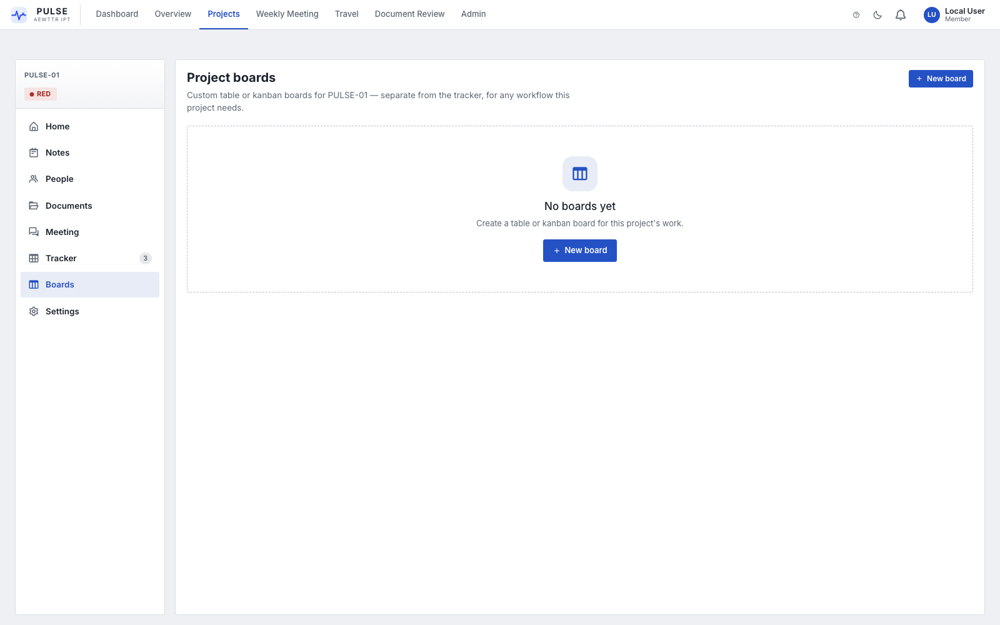 PULSE
AEWTTR IPT
Dashboard
Overview
Projects
Weekly Meeting
Travel
Document Review
Admin
LU
Local User
Member
PULSE-01
RED
Home
Notes
People
Documents
Meeting
Tracker
3
Boards
Settings
Project boards
Custom table or kanban boards for PULSE-01 — separate from the tracker, for any workflow this
project needs.
+ New board
No boards yet
Create a table or kanban board for this project's work.
+ New board